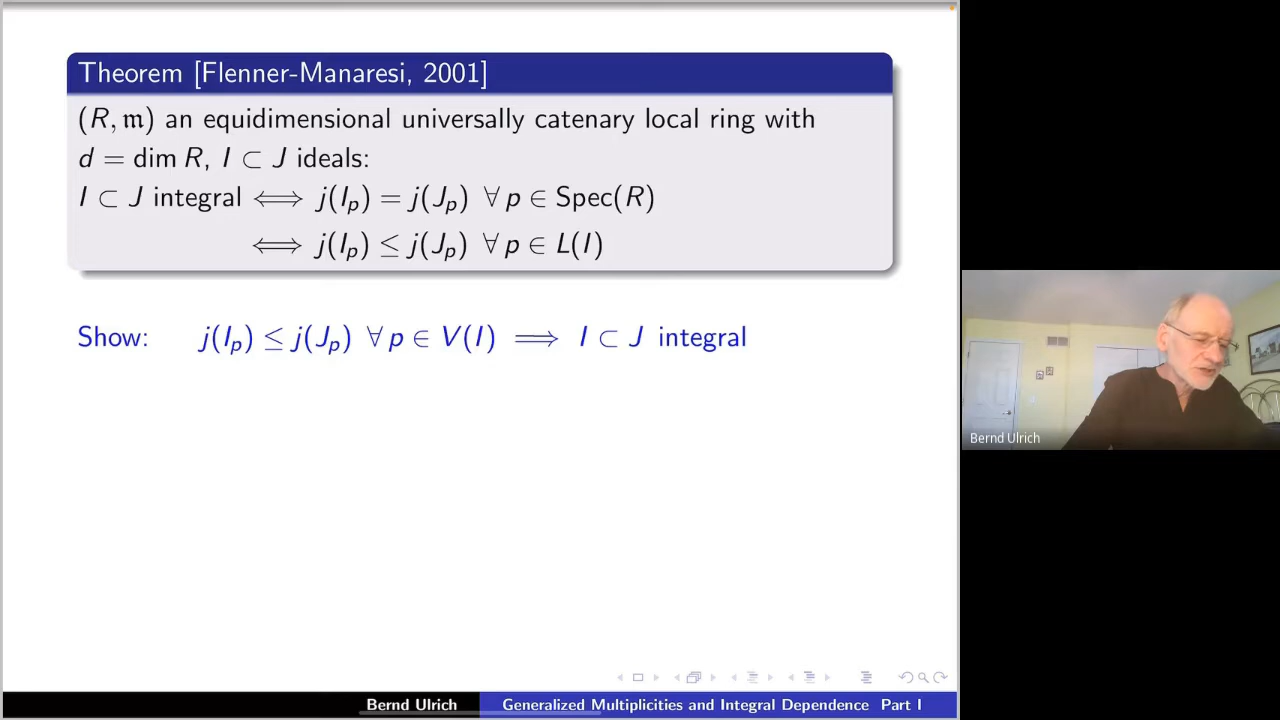 Theorem [Flenner-Manaresi, 2001]
(R, 𝔪) an equidimensional universally catenary local ring with
d = dim R, I ⊂ J ideals:
I ⊂ J integral ⟺ j(I_p) = j(J_p) ∀ p ∈ Spec(R)
⟺ j(I_p) ≤ j(J_p) ∀ p ∈ L(I)
Show: j(I_p) ≤ j(J_p) ∀ p ∈ V(I) ⟹ I ⊂ J integral
Bernd Ulrich
Bernd Ulrich Generalized Multiplicities and Integral Dependence Part I